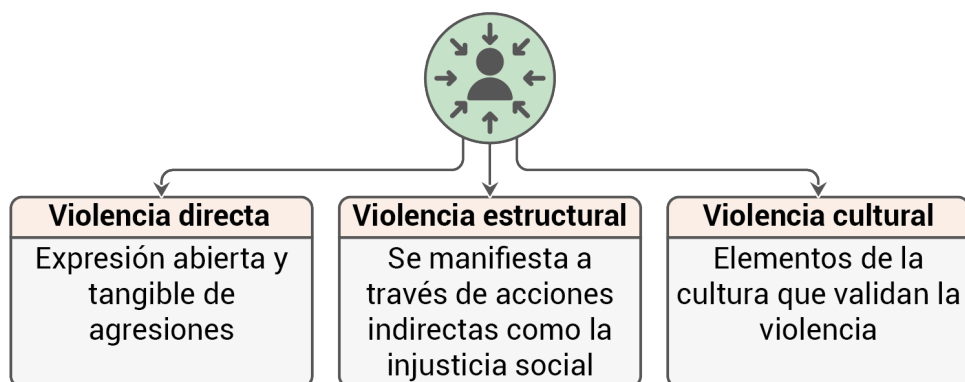 Violencia directa
Expresión abierta y
tangible de
agresiones
Violencia estructural
Se manifiesta a
través de acciones
indirectas como la
injusticia social
Violencia cultural
Elementos de la
cultura que validan la
violencia